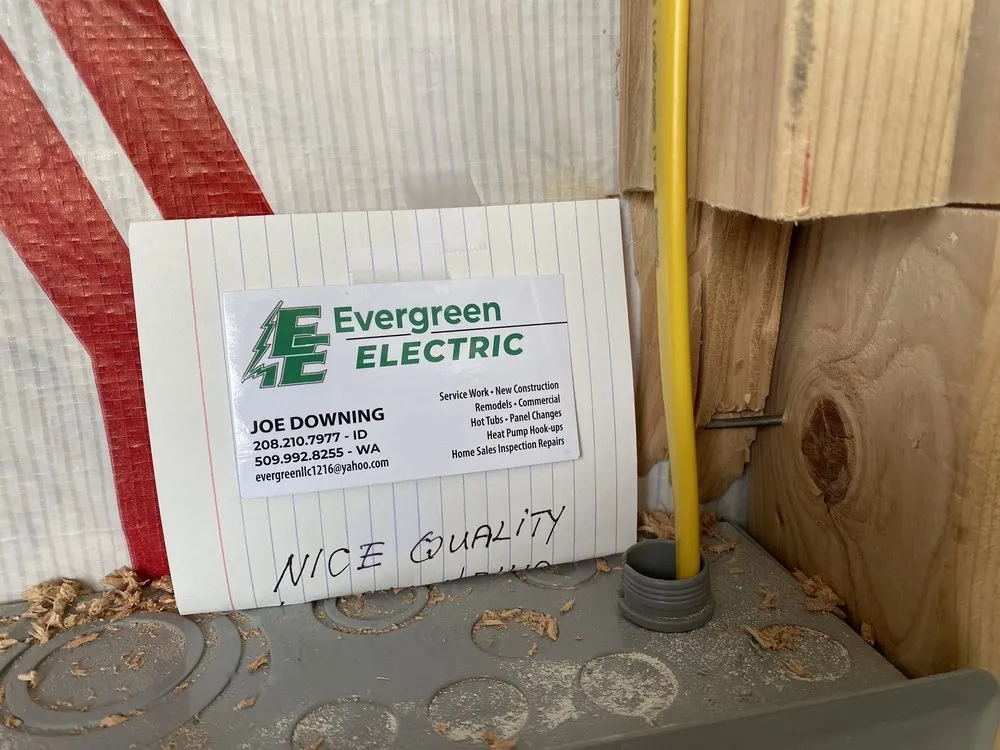 EE
Evergreen
ELECTRIC
Service Work • New Construction
Remodels • Commercial
Hot Tubs • Panel Changes
Heat Pump Hook-ups
Home Sales Inspection Repairs
JOE DOWNING
208.210.7977 - ID
509.992.8255 - WA
evergreenllc1216@yahoo.com
NICE QUALITY